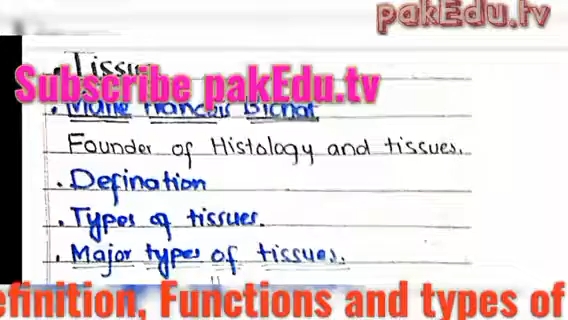 pakEdu.tv
• Tissue
Subscribe pakEdu.tv
• Marie Francois Bichat
Founder of Histology and tissues.
• Defination
• Types of tissues.
• Major types of tissues.
efinition, Functions and types of